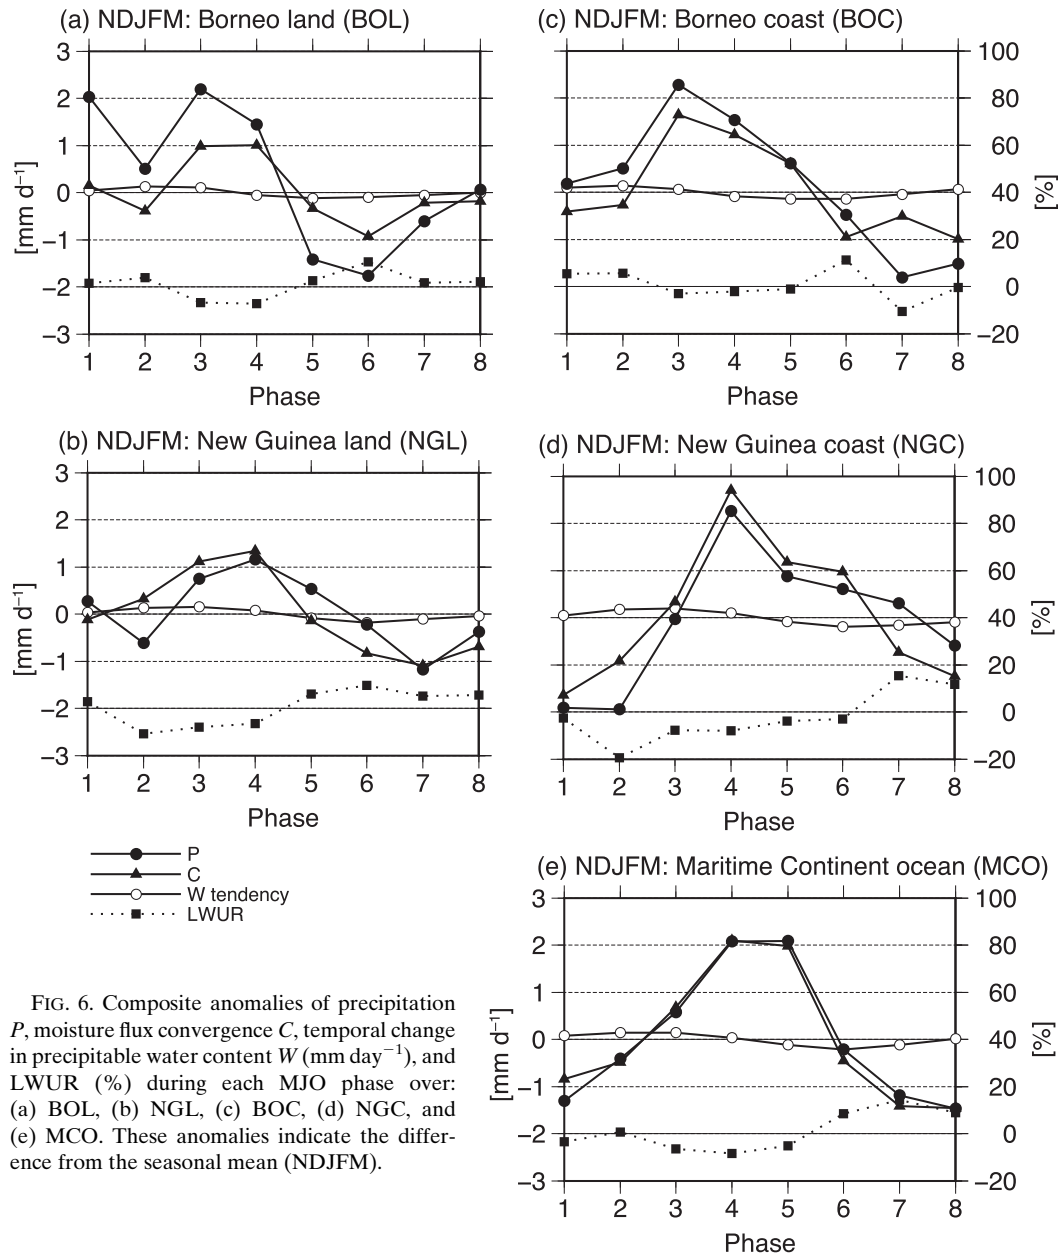 (a) NDJFM: Borneo land (BOL)
3
2
1
0
−1
−2
−3
[mm d⁻¹]
1 2 3 4 5 6 7 8
Phase
(c) NDJFM: Borneo coast (BOC)
100
80
60
40
20
0
−20
[%]
1 2 3 4 5 6 7 8
Phase
(b) NDJFM: New Guinea land (NGL)
3
2
1
0
−1
−2
−3
[mm d⁻¹]
1 2 3 4 5 6 7 8
Phase
(d) NDJFM: New Guinea coast (NGC)
100
80
60
40
20
0
−20
[%]
1 2 3 4 5 6 7 8
Phase
P
C
W tendency
LWUR
(e) NDJFM: Maritime Continent ocean (MCO)
3
2
1
0
−1
−2
−3
[mm d⁻¹]
100
80
60
40
20
0
−20
[%]
1 2 3 4 5 6 7 8
Phase
FIG. 6. Composite anomalies of precipitation
P, moisture flux convergence C, temporal change
in precipitable water content W (mm day⁻¹), and
LWUR (%) during each MJO phase over:
(a) BOL, (b) NGL, (c) BOC, (d) NGC, and
(e) MCO. These anomalies indicate the differ-
ence from the seasonal mean (NDJFM).